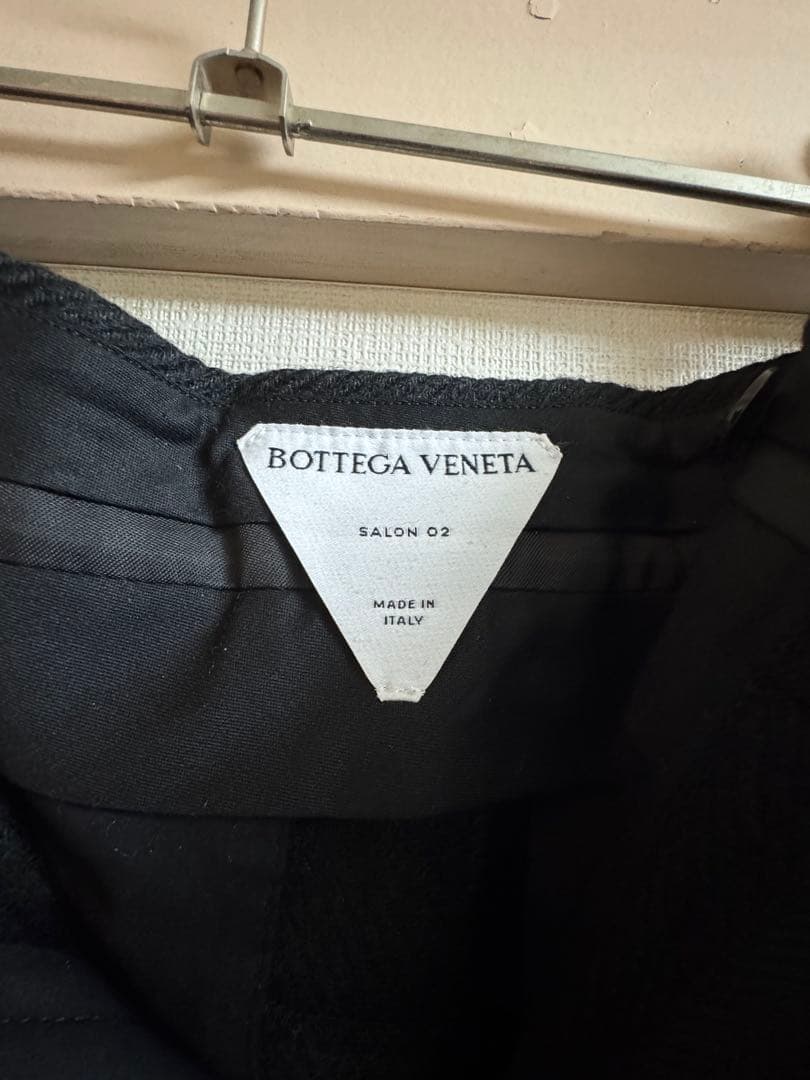 BOTTEGA VENETA
SALON 02
MADE IN
ITALY